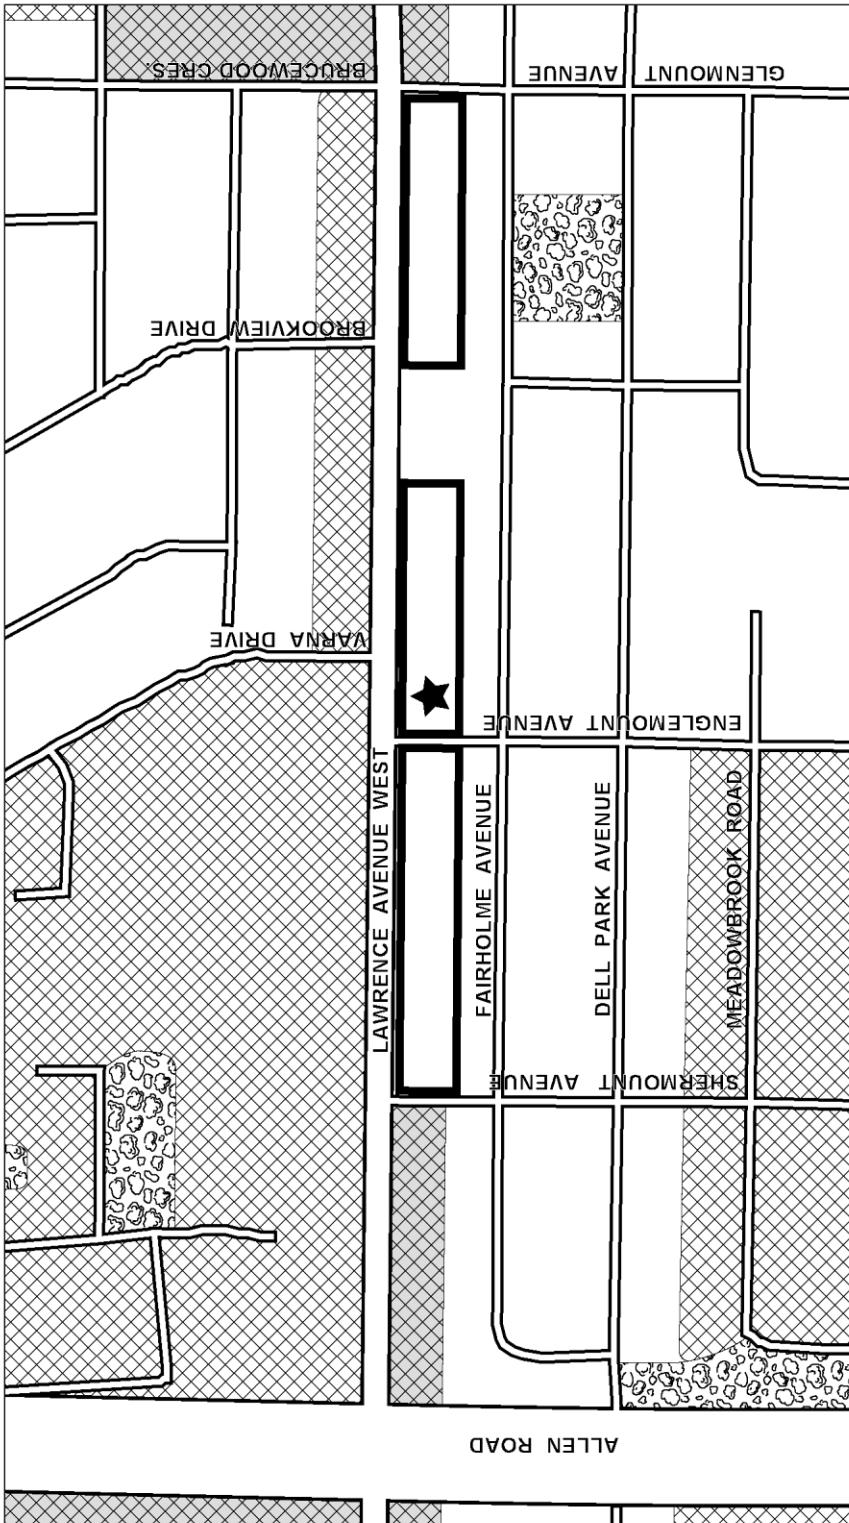 BRUCEWOOD CRES.
GLENMOUNT AVENUE
BROOKVIEW DRIVE
VARNA DRIVE
ENGLEMOUNT AVENUE
LAWRENCE AVENUE WEST
FAIRHOLME AVENUE
DELL PARK AVENUE
MEADOWBROOK ROAD
SHERMOUNT AVENUE
ALLEN ROAD